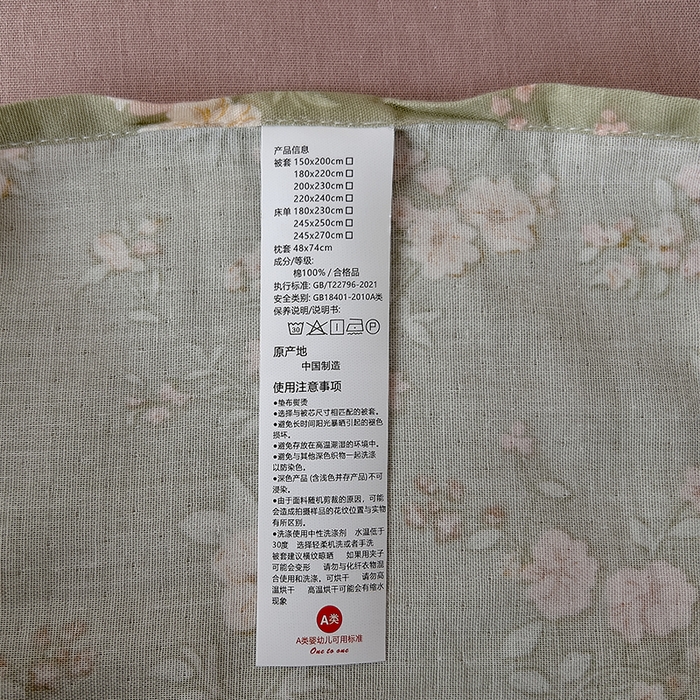 产品信息
被套 150x200cm□
180x220cm□
200x230cm□
220x240cm□
床单 180x230cm□
245x250cm□
245x270cm□
枕套 48x74cm
成分/等级:
棉100% / 合格品
执行标准: GB/T22796-2021
安全类别: GB18401-2010A类
保养说明/说明书:
30 P
原产地
中国制造
使用注意事项
●垫布熨烫
●选择与被芯尺寸相匹配的被套。
●避免长时间阳光暴晒引起的褪色
损坏。
●避免存放在高温潮湿的环境中。
●避免与其他深色织物一起洗涤
以防染色。
●深色产品 (含浅色并存产品)不可
浸染。
●由于面料随机剪裁的原因，可能
会造成拍摄样品的花纹位置与实物
有所区别。
●洗涤使用中性洗涤剂 水温低于
30度 选择轻柔机洗或者手洗
被套建议横纹晾晒 如果用夹子
可能会变形 请勿与化纤衣物混
合使用和洗涤，可烘干 请勿高
温烘干 高温烘干可能会有缩水
现象
A类
A类婴幼儿可用标准
One to one